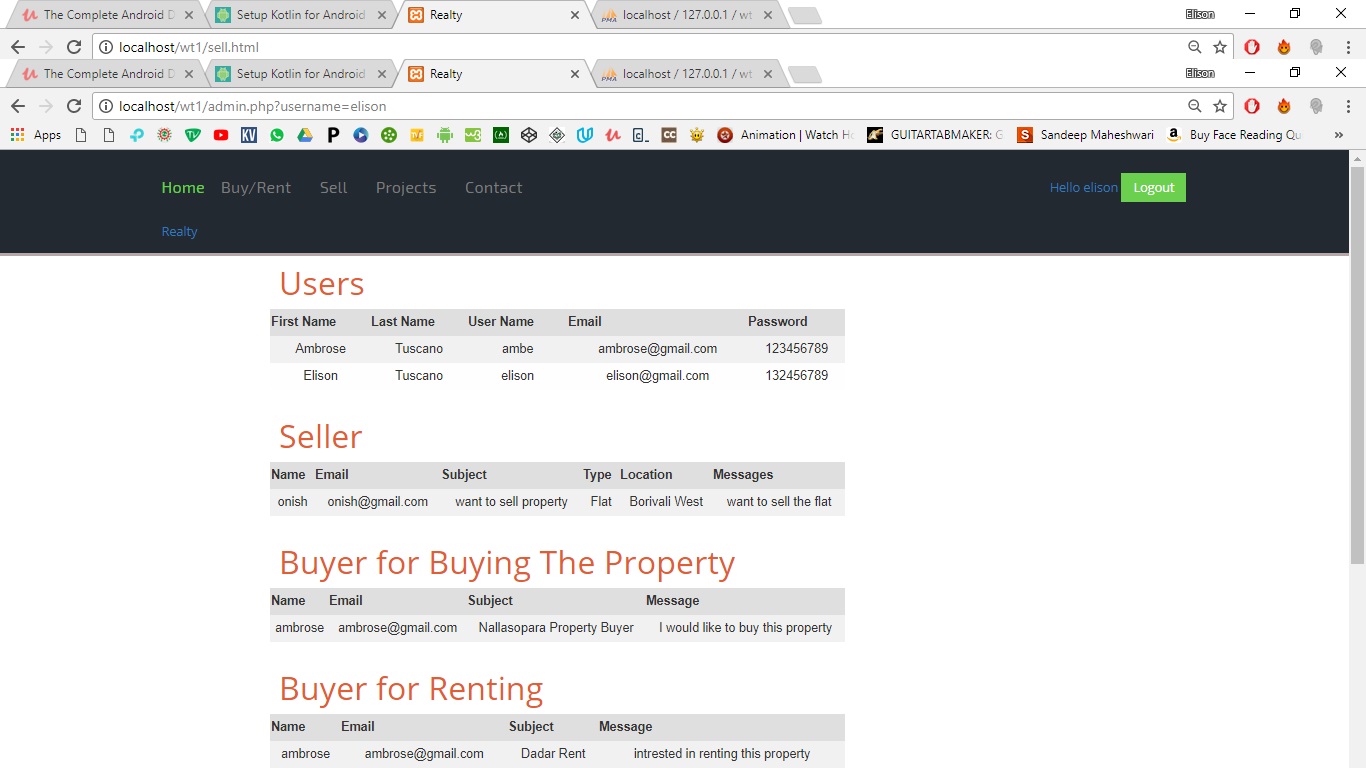 The Complete Android D Setup Kotlin for Android Realty localhost / 127.0.0.1 / wt Elison
localhost/wt1/sell.html
The Complete Android D Setup Kotlin for Android Realty localhost / 127.0.0.1 / wt Elison
localhost/wt1/admin.php?username=elison
Apps P KV CC Animation | Watch GUITARTABMAKER: G S Sandeep Maheshwari a Buy Face Reading Qu »
Home Buy/Rent Sell Projects Contact Hello elison Logout
Realty
Users
First Name Last Name User Name Email Password
Ambrose Tuscano ambe ambrose@gmail.com 123456789
Elison Tuscano elison elison@gmail.com 132456789
Seller
Name Email Subject Type Location Messages
onish onish@gmail.com want to sell property Flat Borivali West want to sell the flat
Buyer for Buying The Property
Name Email Subject Message
ambrose ambrose@gmail.com Nallasopara Property Buyer I would like to buy this property
Buyer for Renting
Name Email Subject Message
ambrose ambrose@gmail.com Dadar Rent intrested in renting this property